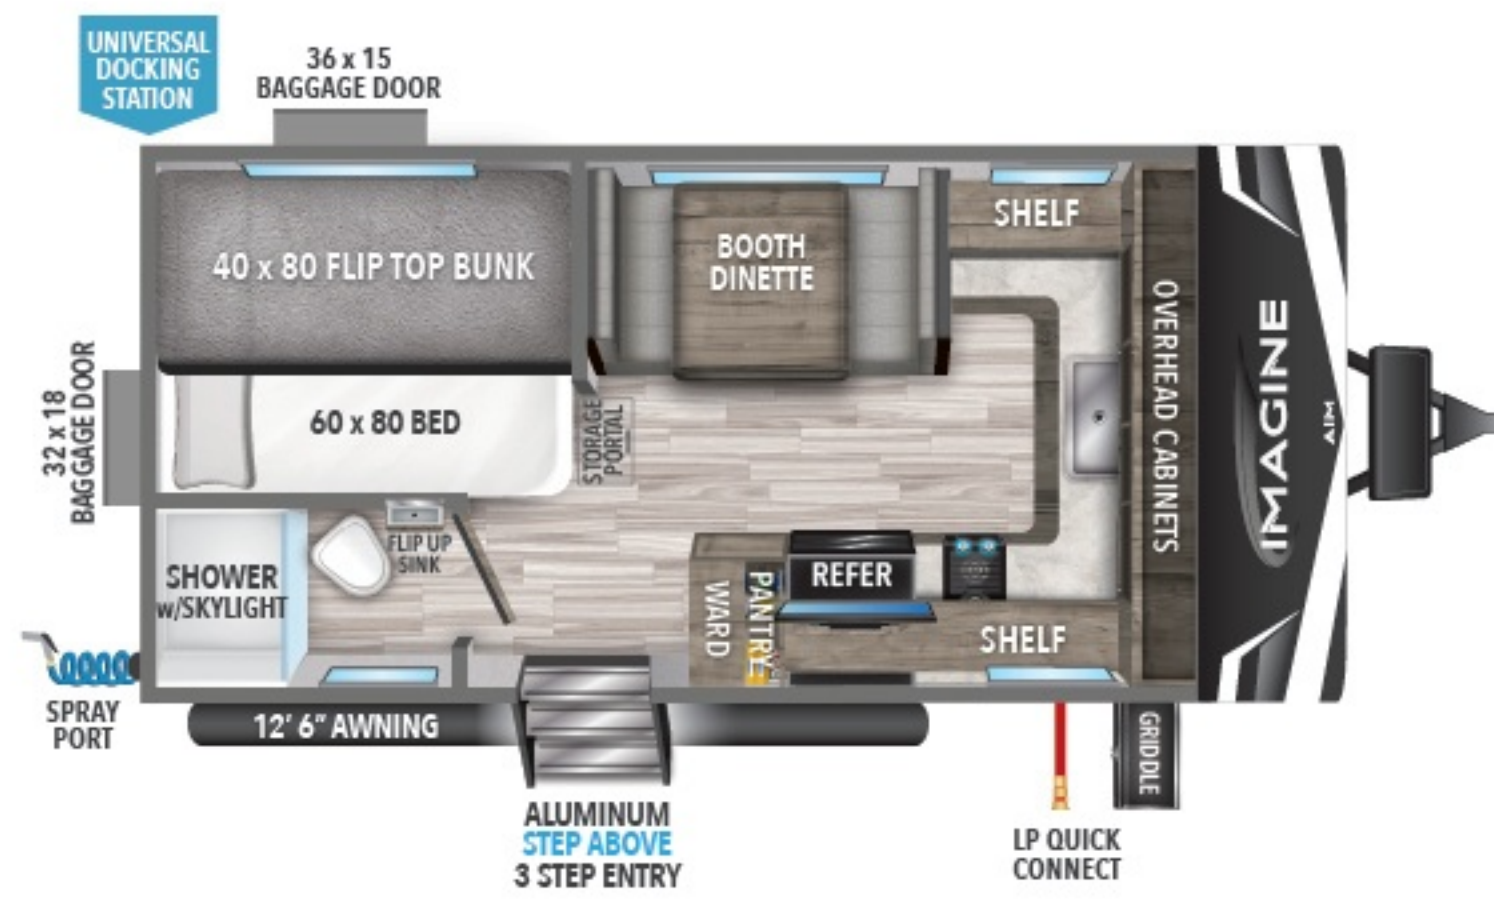 UNIVERSAL
DOCKING
STATION
36 x 15
BAGGAGE DOOR
40 x 80 FLIP TOP BUNK
BOOTH
DINETTE
SHELF
OVERHEAD CABINETS
IMAGINE
AIM
32 x 18
BAGGAGE DOOR
60 x 80 BED
STORAGE
PORTAL
FLIP UP
SINK
SHOWER
w/SKYLIGHT
WARD
PANTRY
REFER
SHELF
SPRAY
PORT
12' 6” AWNING
GRIDDLE
ALUMINUM
STEP ABOVE
3 STEP ENTRY
LP QUICK
CONNECT